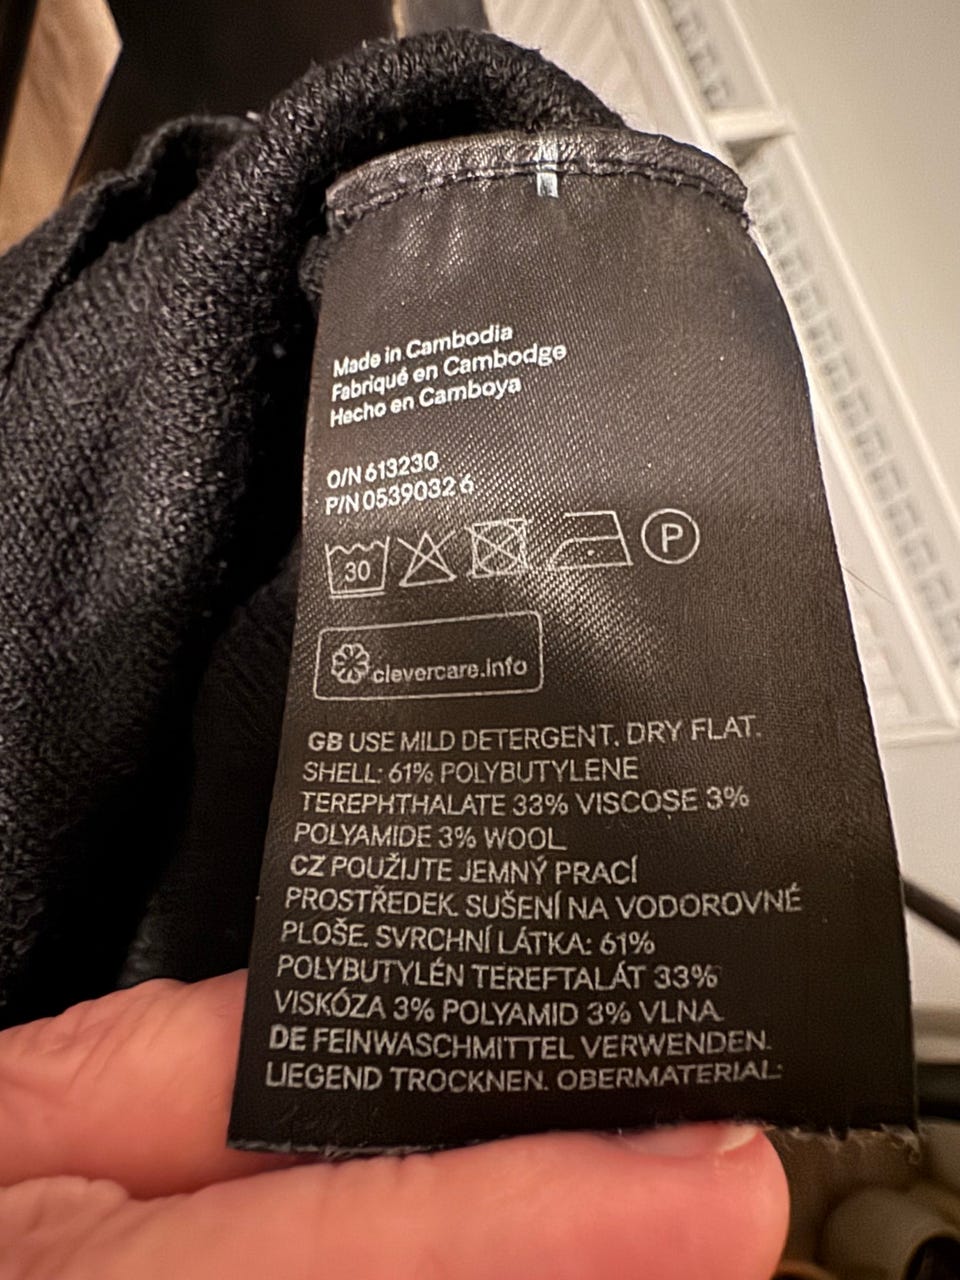 Made in Cambodia
Fabriqué en Cambodge
Hecho en Camboya
O/N 613230
P/N 0539032 6
30 P
clevercare.info
GB USE MILD DETERGENT. DRY FLAT.
SHELL: 61% POLYBUTYLENE
TEREPHTHALATE 33% VISCOSE 3%
POLYAMIDE 3% WOOL
CZ POUŽIJTE JEMNÝ PRACÍ
PROSTŘEDEK. SUŠENÍ NA VODOROVNÉ
PLOŠE. SVRCHNÍ LÁTKA: 61%
POLYBUTYLÉN TEREFTALÁT 33%
VISKÓZA 3% POLYAMID 3% VLNA
DE FEINWASCHMITTEL VERWENDEN.
LIEGEND TROCKNEN. OBERMATERIAL: